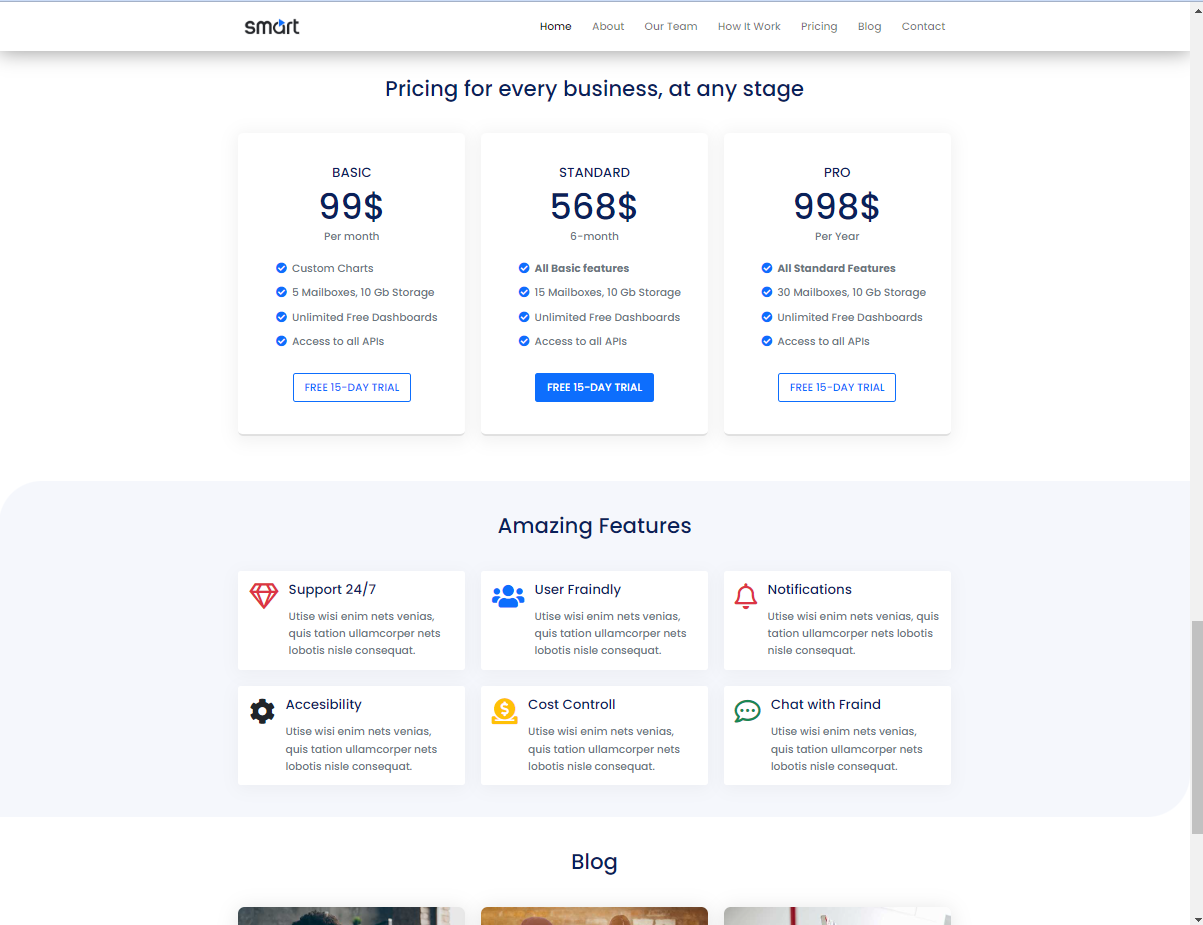 smart
Home About Our Team How It Work Pricing Blog Contact
Pricing for every business, at any stage
BASIC
99$
Per month
Custom Charts
5 Mailboxes, 10 Gb Storage
Unlimited Free Dashboards
Access to all APIs
FREE 15-DAY TRIAL
STANDARD
568$
6-month
All Basic features
15 Mailboxes, 10 Gb Storage
Unlimited Free Dashboards
Access to all APIs
FREE 15-DAY TRIAL
PRO
998$
Per Year
All Standard Features
30 Mailboxes, 10 Gb Storage
Unlimited Free Dashboards
Access to all APIs
FREE 15-DAY TRIAL
Amazing Features
Support 24/7
Utise wisi enim nets venias,
quis tation ullamcorper nets
lobotis nisle consequat.
User Fraindly
Utise wisi enim nets venias,
quis tation ullamcorper nets
lobotis nisle consequat.
Notifications
Utise wisi enim nets venias, quis
tation ullamcorper nets lobotis
nisle consequat.
Accesibility
Utise wisi enim nets venias,
quis tation ullamcorper nets
lobotis nisle consequat.
Cost Controll
Utise wisi enim nets venias,
quis tation ullamcorper nets
lobotis nisle consequat.
Chat with Fraind
Utise wisi enim nets venias,
quis tation ullamcorper nets
lobotis nisle consequat.
Blog